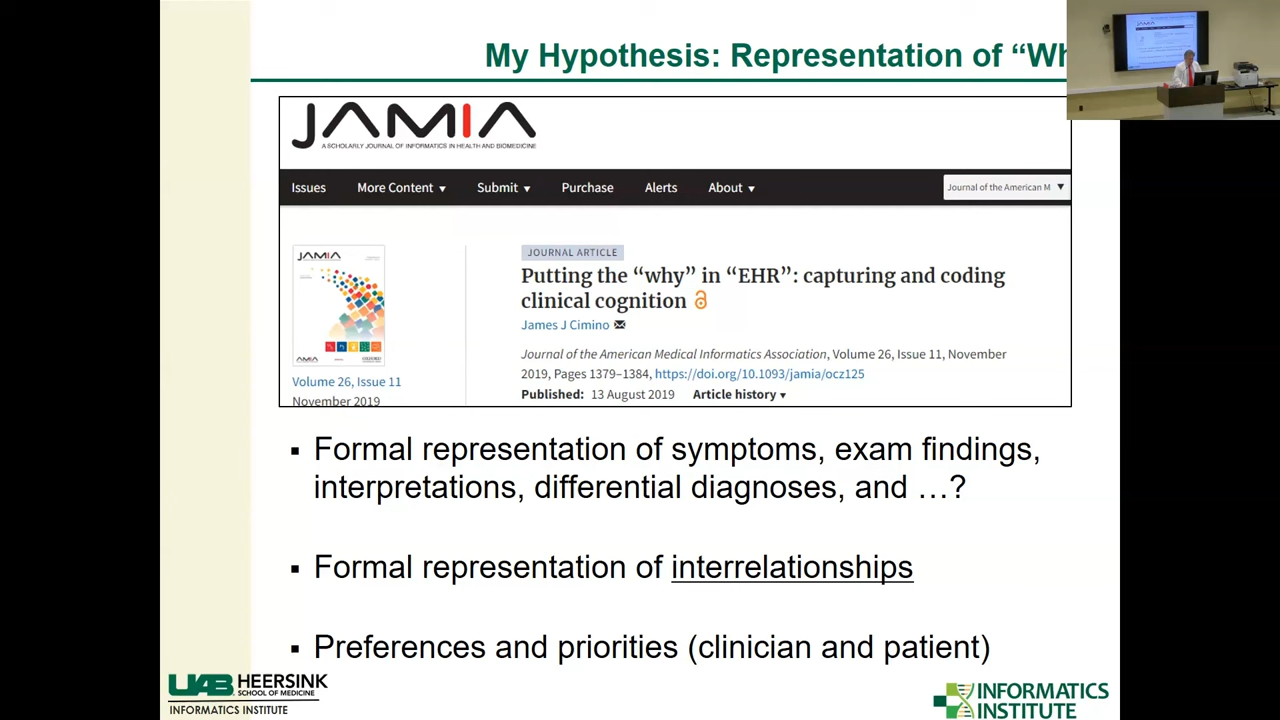 My Hypothesis: Representation of “Wh
JAMIA
A SCHOLARLY JOURNAL OF INFORMATICS IN HEALTH AND BIOMEDICINE
Issues More Content ▼ Submit ▼ Purchase Alerts About ▼ Journal of the American M ▼
JAMIA
JOURNAL ARTICLE
Putting the “why” in “EHR”: capturing and coding
clinical cognition
James J Cimino
Journal of the American Medical Informatics Association, Volume 26, Issue 11, November
2019, Pages 1379–1384, https://doi.org/10.1093/jamia/ocz125
Published: 13 August 2019 Article history ▾
AMIA OXFORD
Volume 26, Issue 11
November 2019
▪ Formal representation of symptoms, exam findings,
interpretations, differential diagnoses, and …?
▪ Formal representation of interrelationships
▪ Preferences and priorities (clinician and patient)
UAB HEERSINK
SCHOOL OF MEDICINE
INFORMATICS INSTITUTE
INFORMATICS
INSTITUTE